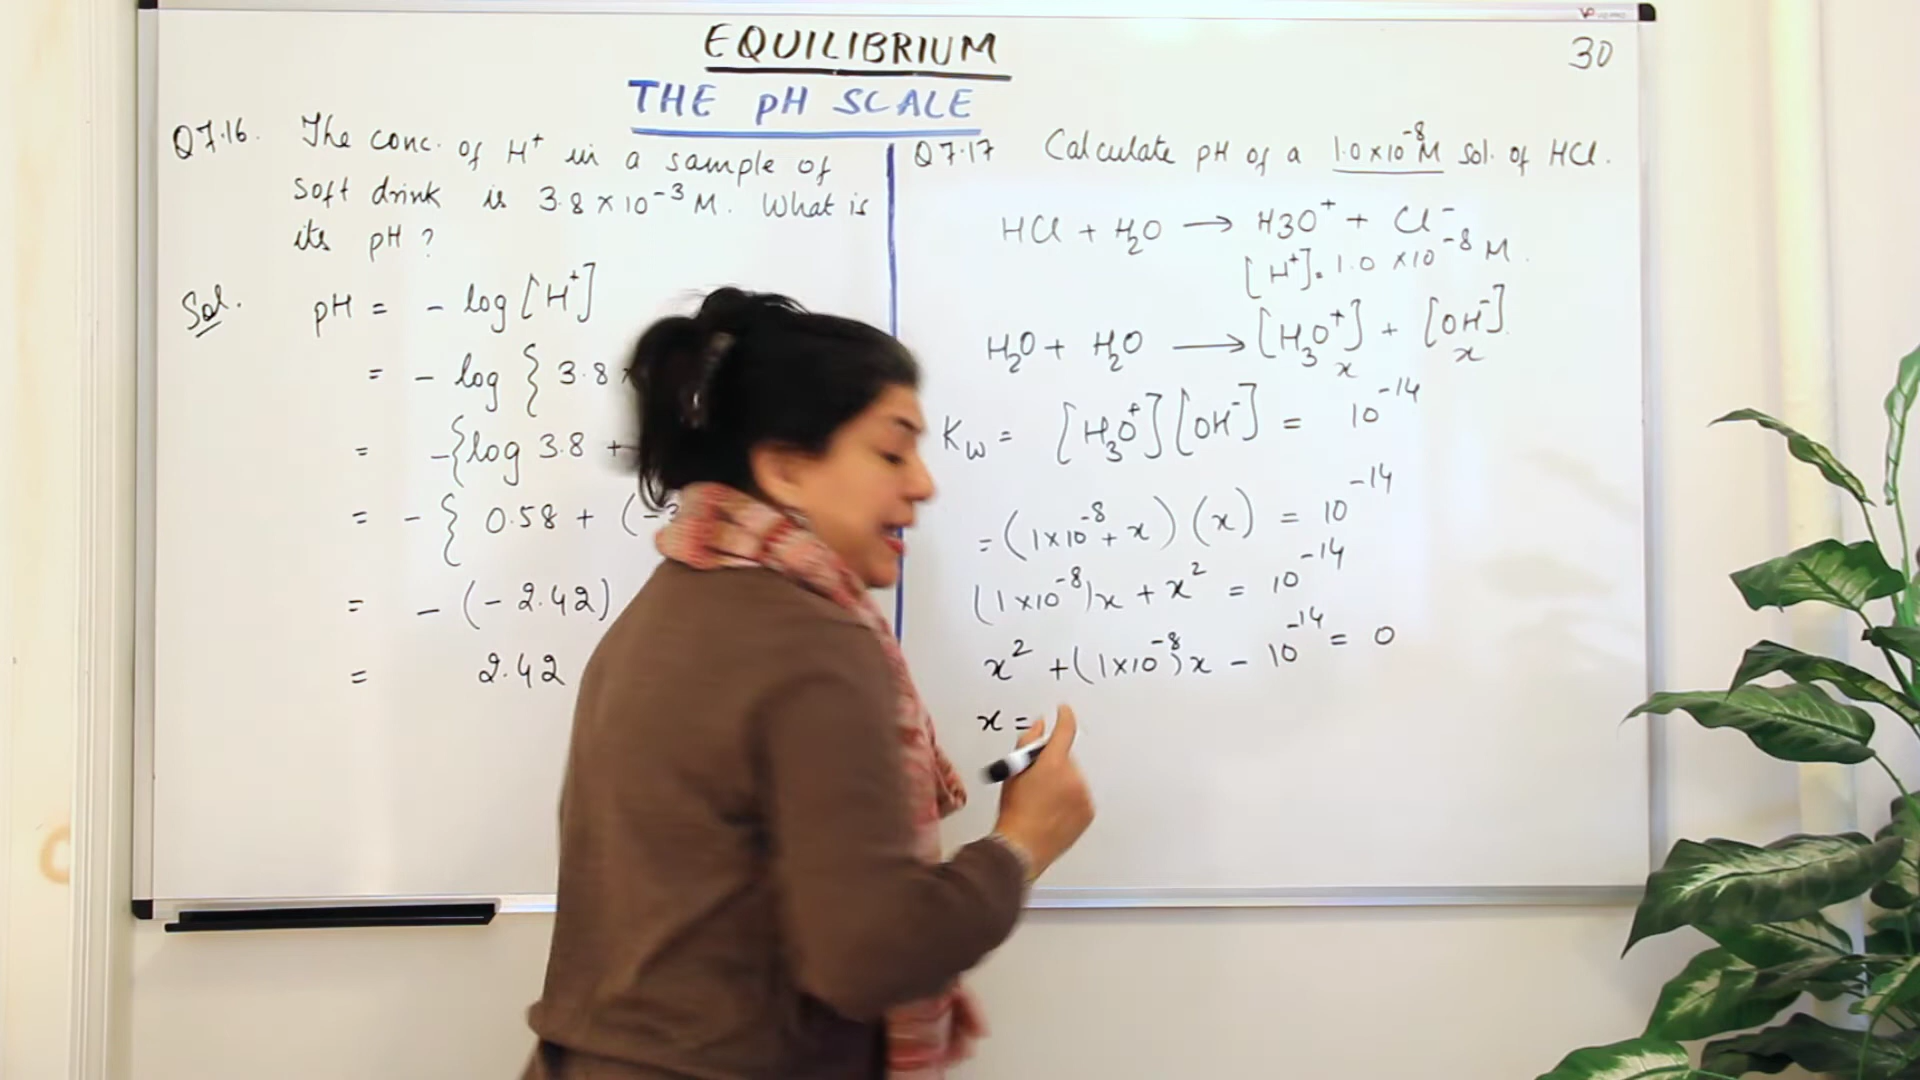 EQUILIBRIUM
30
THE pH SCALE
Q7.16. The conc. of H⁺ in a sample of
soft drink is 3.8 × 10⁻³ M. What is
its pH ?
Sol. pH = - log [H⁺]
= - log { 3.8
= -{log 3.8 +
= - { 0.58 + (-3
= - (- 2.42)
= 2.42
Q7.17 Calculate pH of a 1.0×10⁻⁸M sol. of HCl.
HCl + H₂O ⟶ H3O⁺ + Cl⁻
[H⁺] = 1.0 ×10⁻⁸ M.
H₂O + H₂O ⟶ [H₃O⁺] + [OH⁻]
x x
K_w = [H₃O⁺][OH⁻] = 10⁻¹⁴
= (1×10⁻⁸ + x) (x) = 10⁻¹⁴
(1×10⁻⁸)x + x² = 10⁻¹⁴
x² + (1×10⁻⁸)x - 10⁻¹⁴ = 0
x =